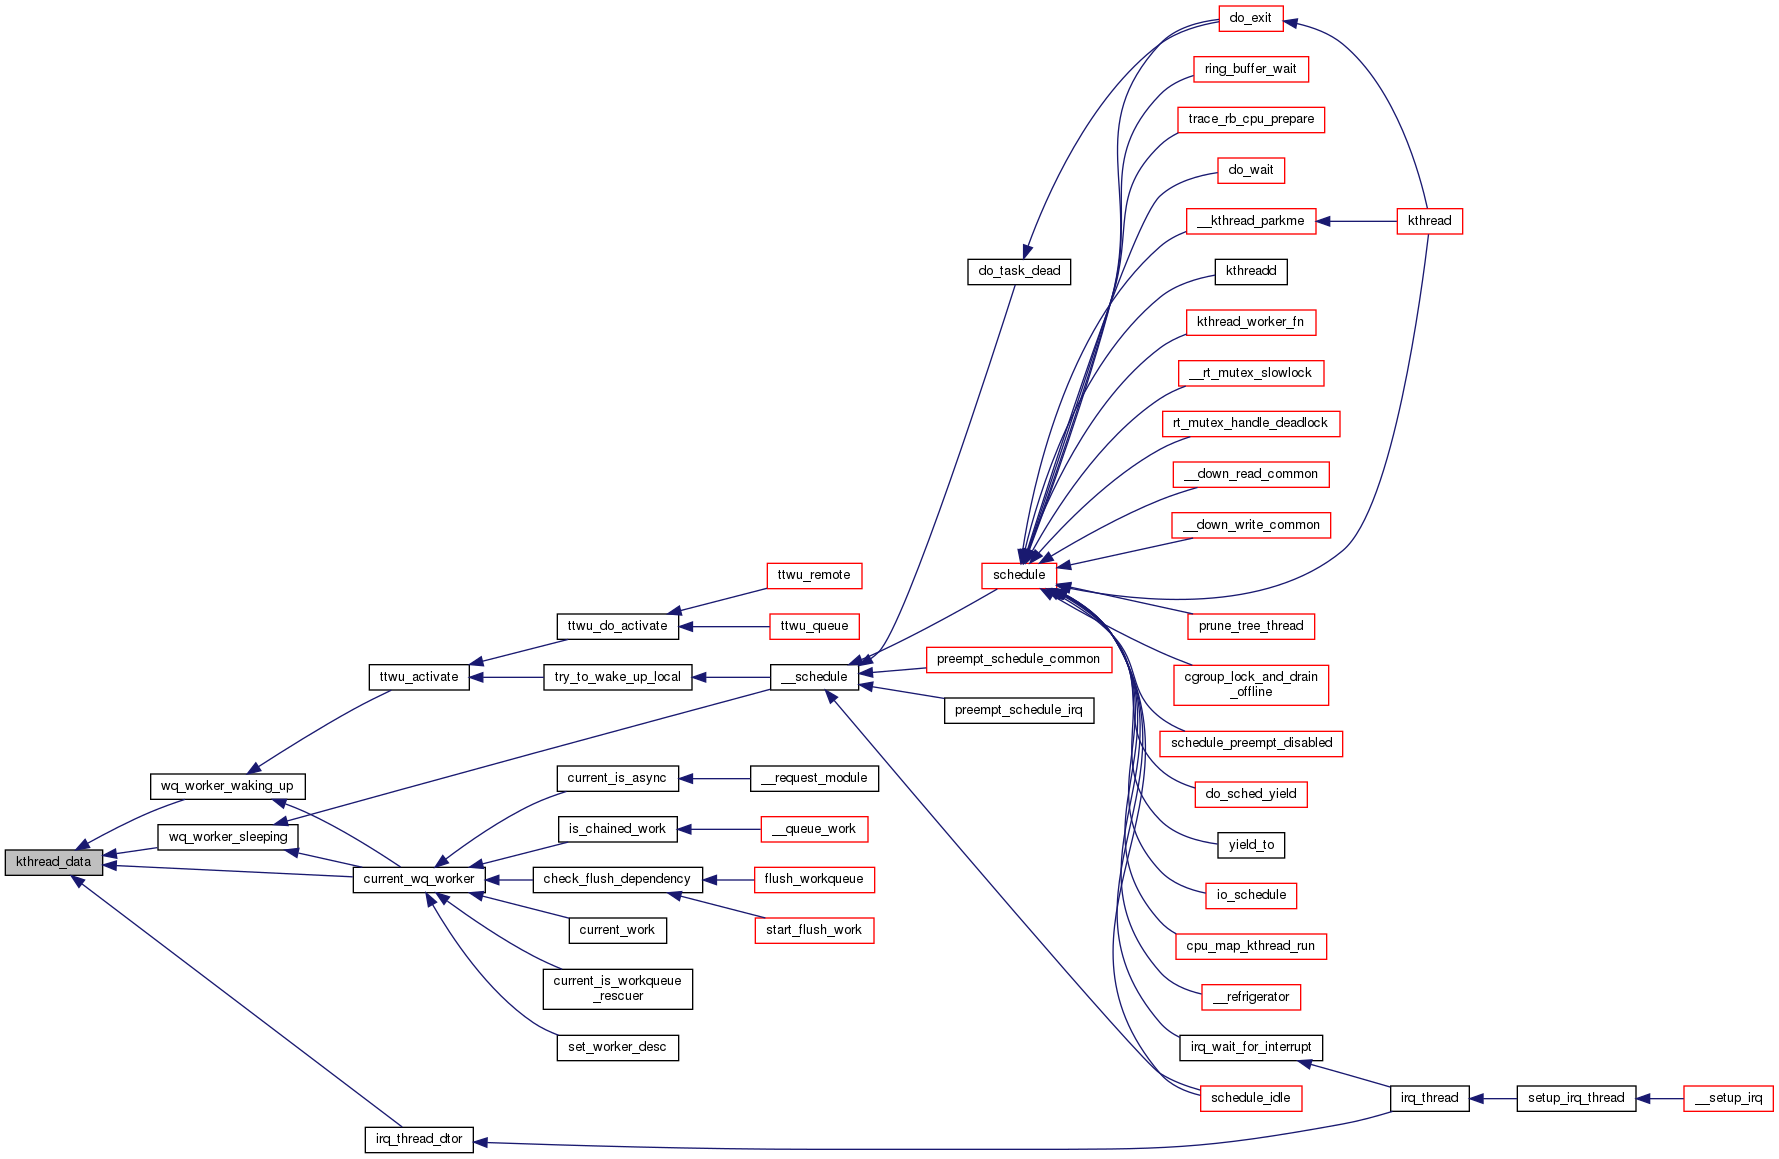 do_exit
ring_buffer_wait
trace_rb_cpu_prepare
do_wait
__kthread_parkme
kthread
do_task_dead
kthreadd
kthread_worker_fn
__rt_mutex_slowlock
rt_mutex_handle_deadlock
__down_read_common
__down_write_common
ttwu_remote
schedule
ttwu_do_activate
ttwu_queue
prune_tree_thread
preempt_schedule_common
ttwu_activate
try_to_wake_up_local
__schedule
cgroup_lock_and_drain
_offline
preempt_schedule_irq
schedule_preempt_disabled
wq_worker_waking_up
current_is_async
__request_module
do_sched_yield
wq_worker_sleeping
is_chained_work
__queue_work
yield_to
kthread_data
current_wq_worker
check_flush_dependency
flush_workqueue
io_schedule
current_work
start_flush_work
cpu_map_kthread_run
current_is_workqueue
_rescuer
__refrigerator
set_worker_desc
irq_wait_for_interrupt
schedule_idle
irq_thread
setup_irq_thread
__setup_irq
irq_thread_dtor